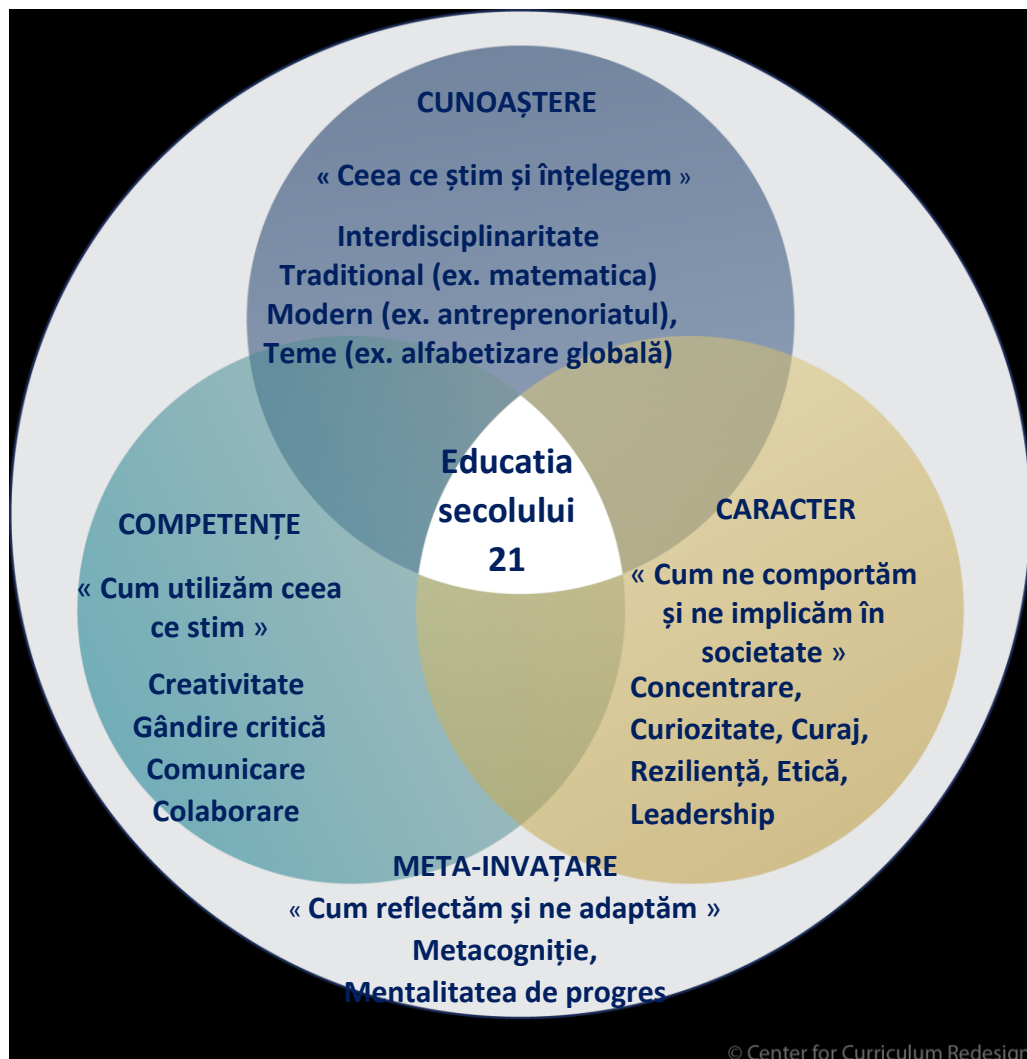 CUNOAȘTERE
« Ceea ce știm și înțelegem »
Interdisciplinaritate
Traditional (ex. matematica)
Modern (ex. antreprenoriatul),
Teme (ex. alfabetizare globală)
Educatia
secolului
21
COMPETENȚE
« Cum utilizăm ceea
ce stim »
Creativitate
Gândire critică
Comunicare
Colaborare
CARACTER
« Cum ne comportăm
și ne implicăm în
societate »
Concentrare,
Curiozitate, Curaj,
Reziliență, Etică,
Leadership
META-INVAȚARE
« Cum reflectăm și ne adaptăm »
Metacogniție,
Mentalitatea de progres
© Center for Curriculum Redesign